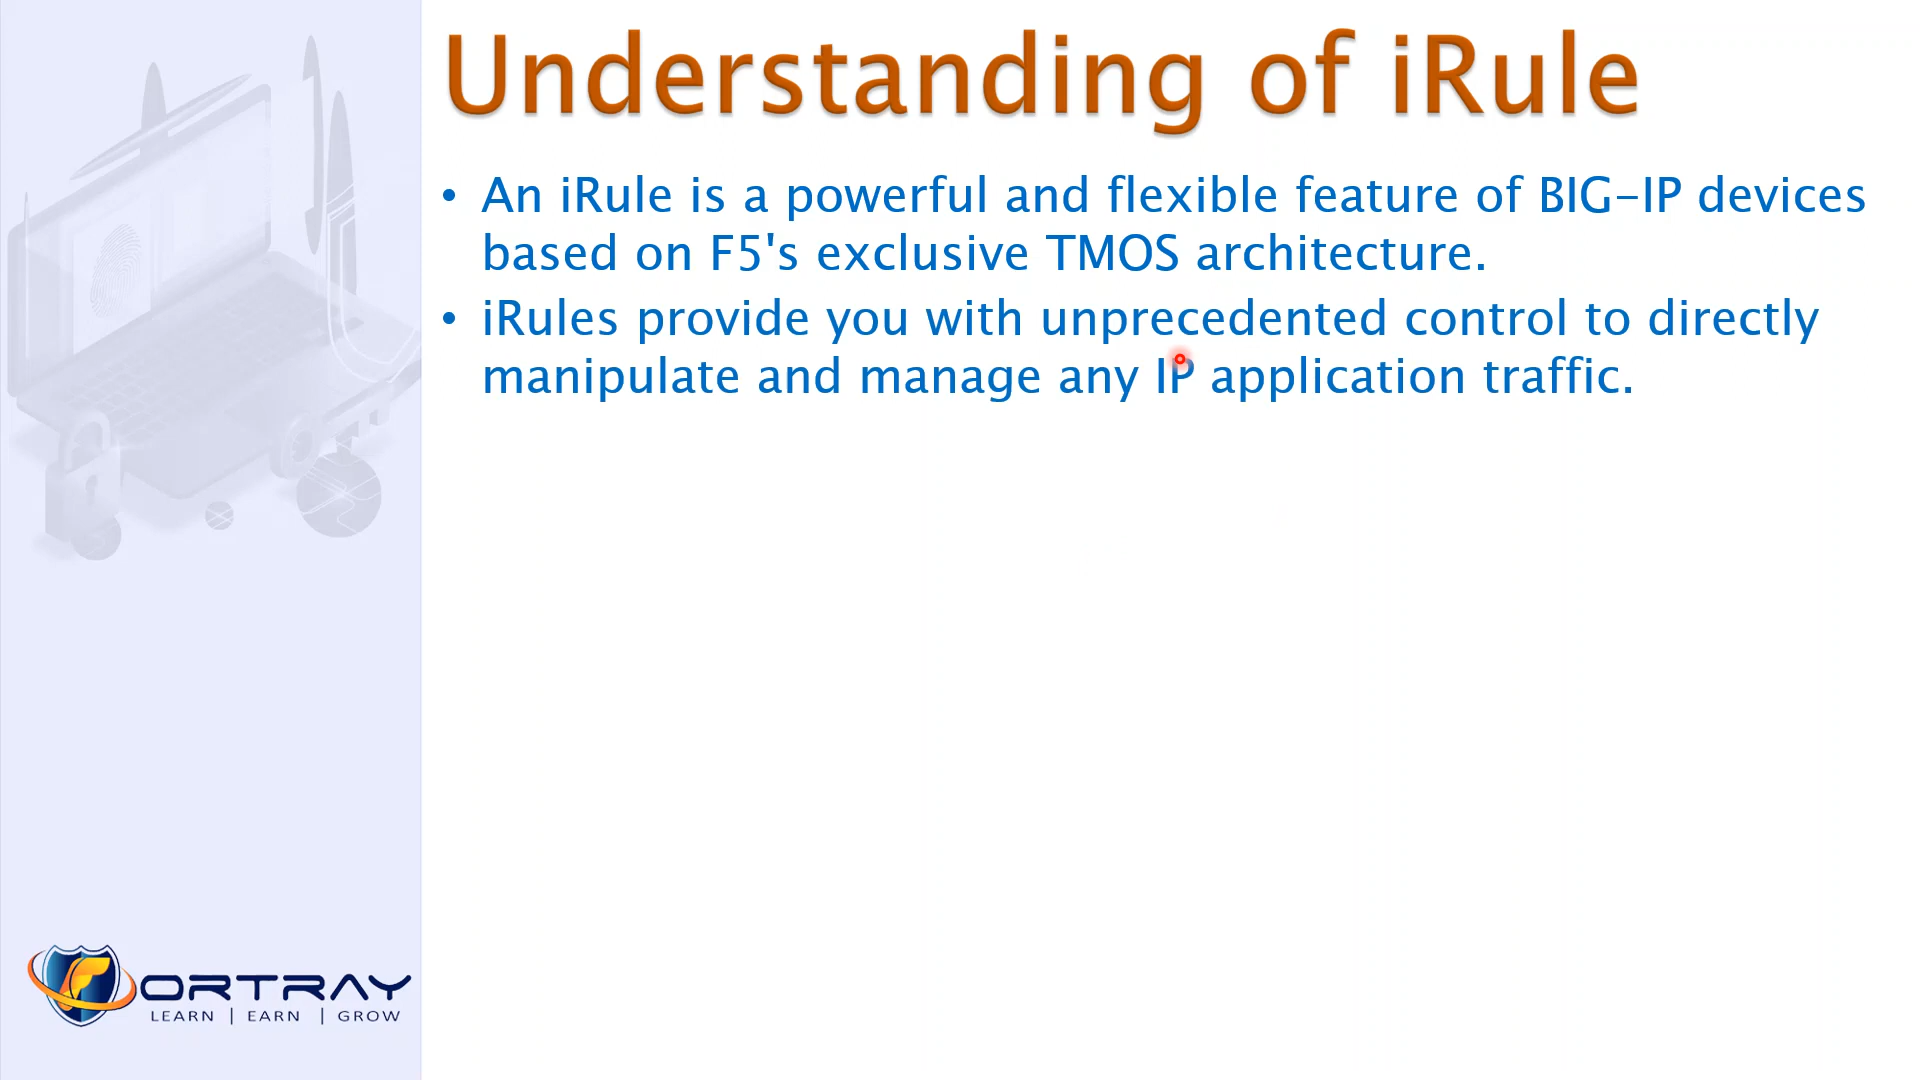 Understanding of iRule
• An iRule is a powerful and flexible feature of BIG-IP devices
based on F5's exclusive TMOS architecture.
• iRules provide you with unprecedented control to directly
manipulate and manage any IP application traffic.
FORTRAY
LEARN | EARN | GROW